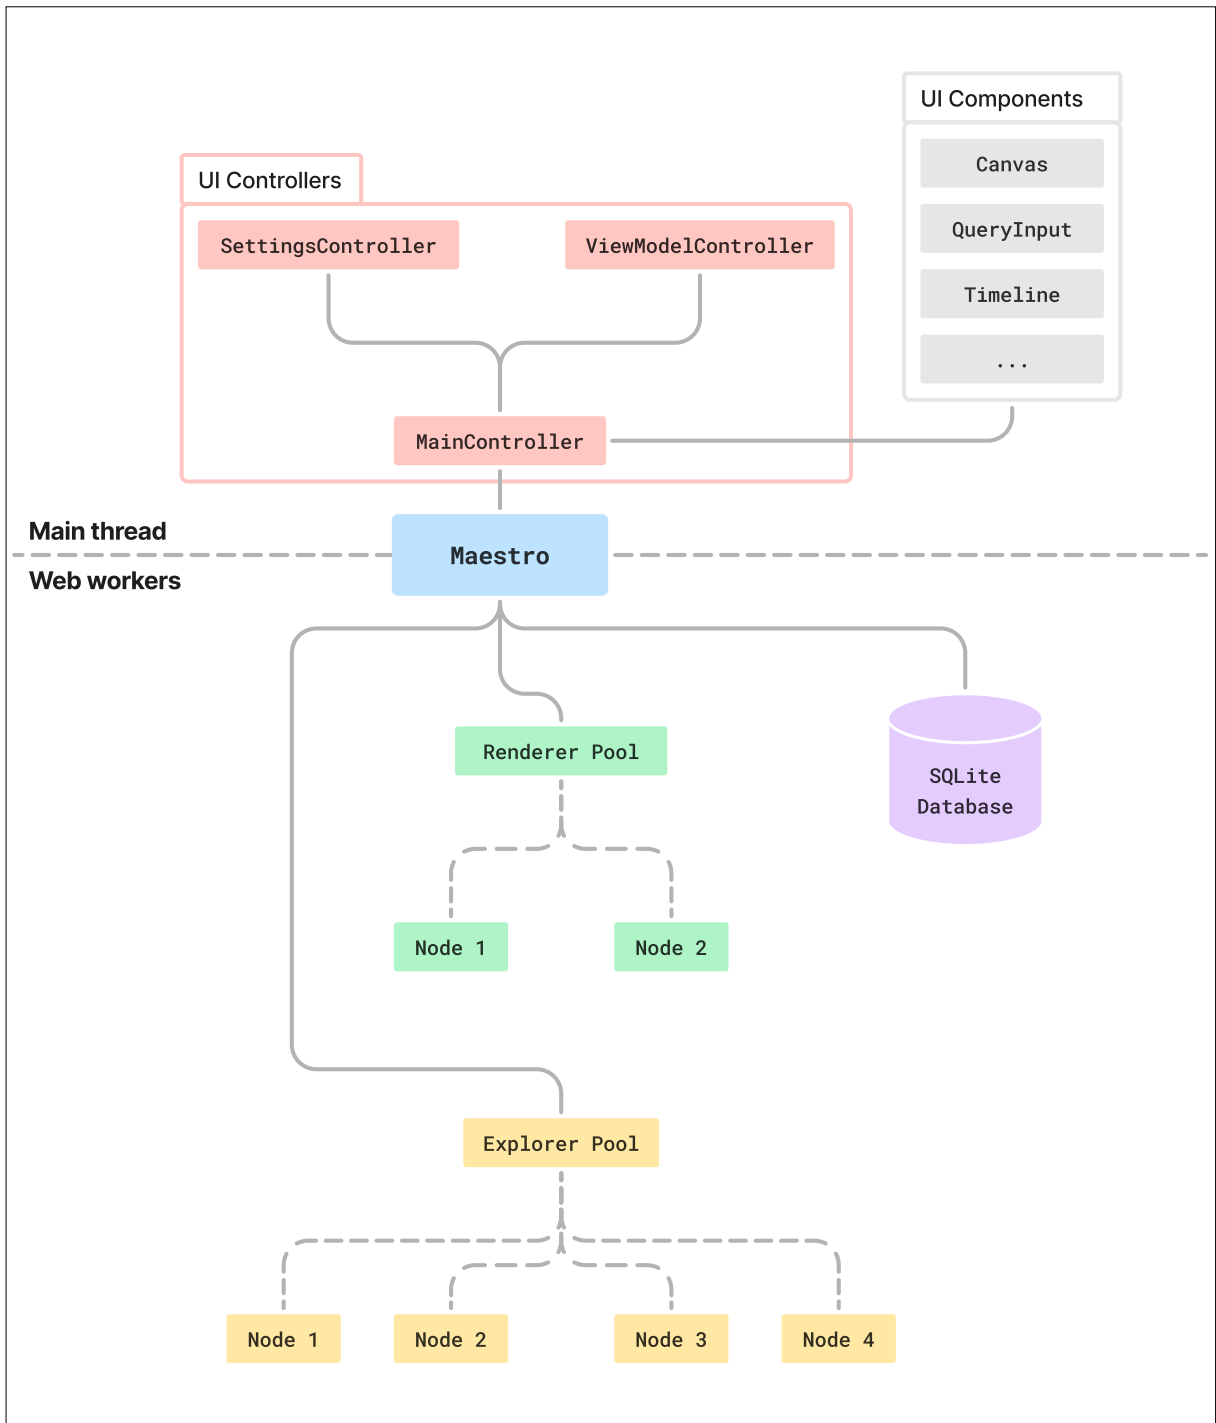 UI Components
Canvas
QueryInput
Timeline
...
UI Controllers
SettingsController
ViewModelController
MainController
Main thread
Maestro
Web workers
Renderer Pool
SQLite
Database
Node 1
Node 2
Explorer Pool
Node 1
Node 2
Node 3
Node 4